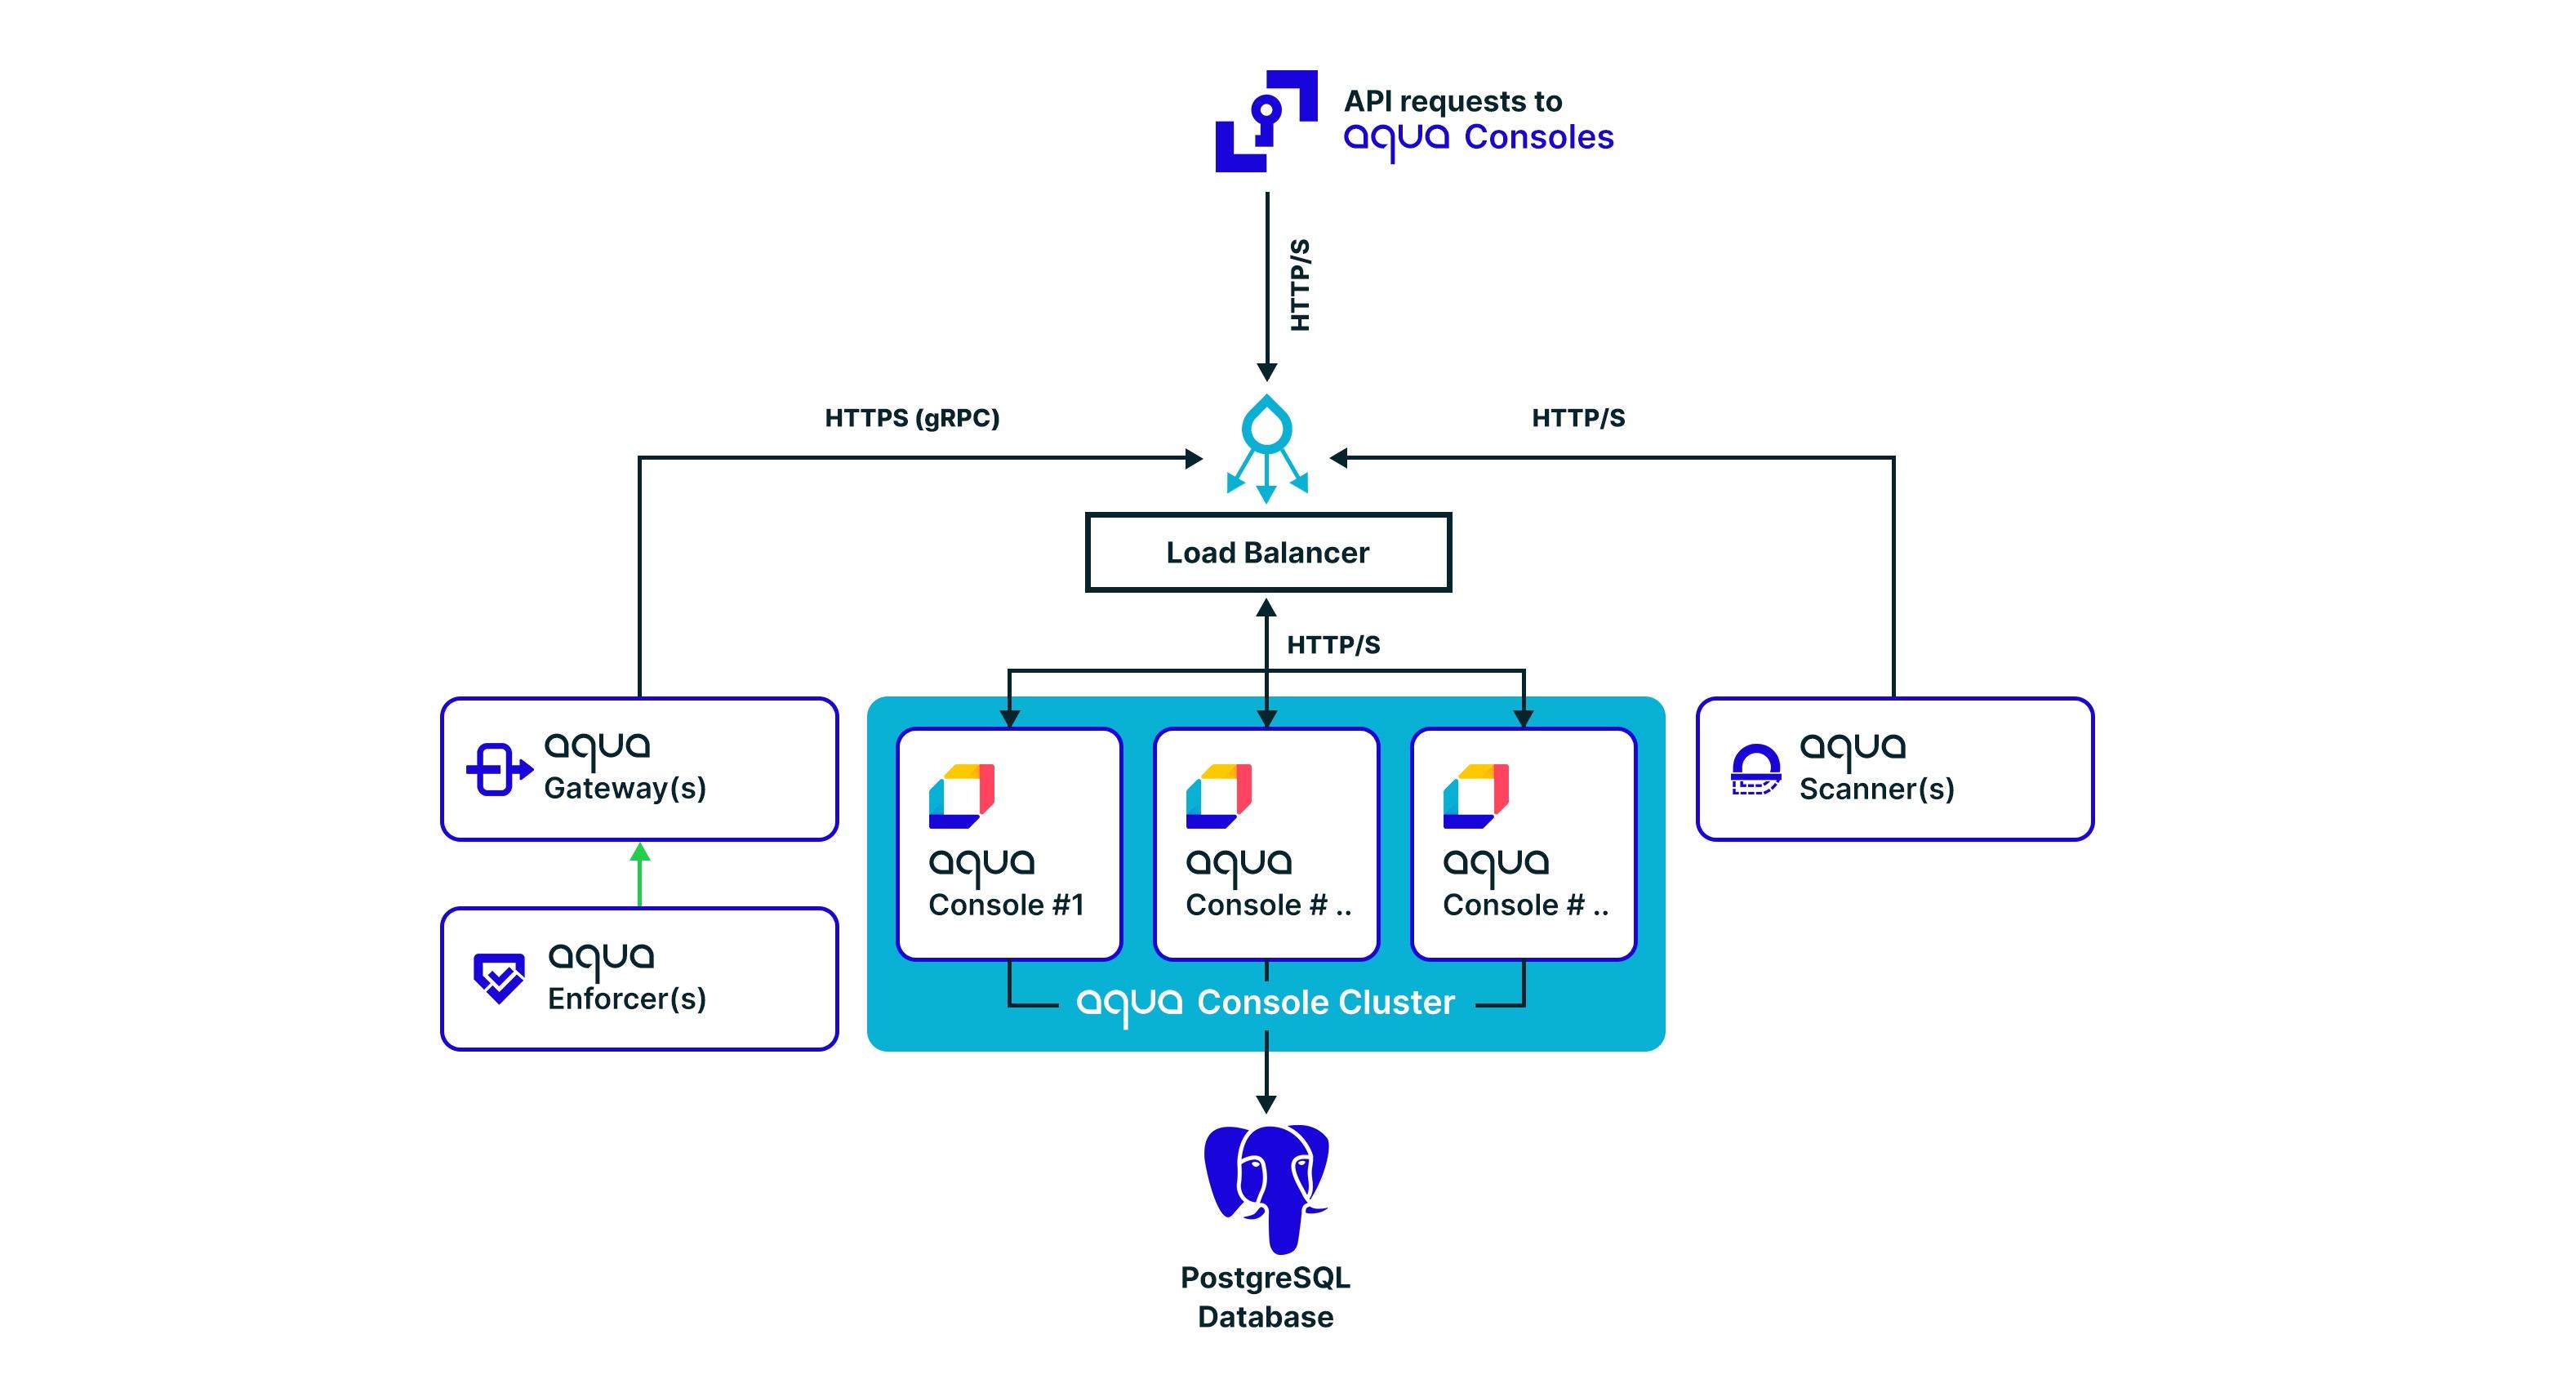 API requests to
aqua Consoles
HTTP/S
HTTPS (gRPC)
HTTP/S
Load Balancer
HTTP/S
aqua
Gateway(s)
aqua
Enforcer(s)
aqua
Console #1
aqua
Console # ..
aqua
Console # ..
aqua Console Cluster
aqua
Scanner(s)
PostgreSQL
Database